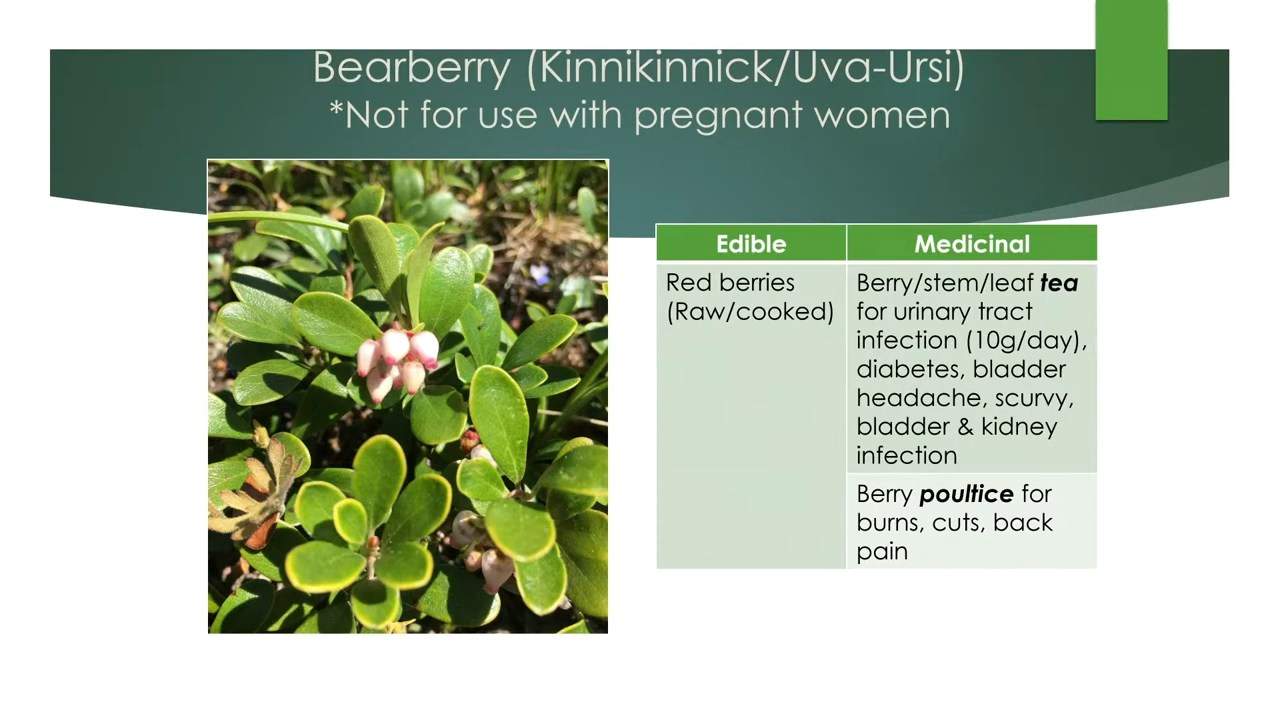 Bearberry (Kinnikinnick/Uva-Ursi)
*Not for use with pregnant women
Edible
Medicinal
Red berries
(Raw/cooked)
Berry/stem/leaf tea
for urinary tract
infection (10g/day),
diabetes, bladder
headache, scurvy,
bladder & kidney
infection
Berry poultice for
burns, cuts, back
pain